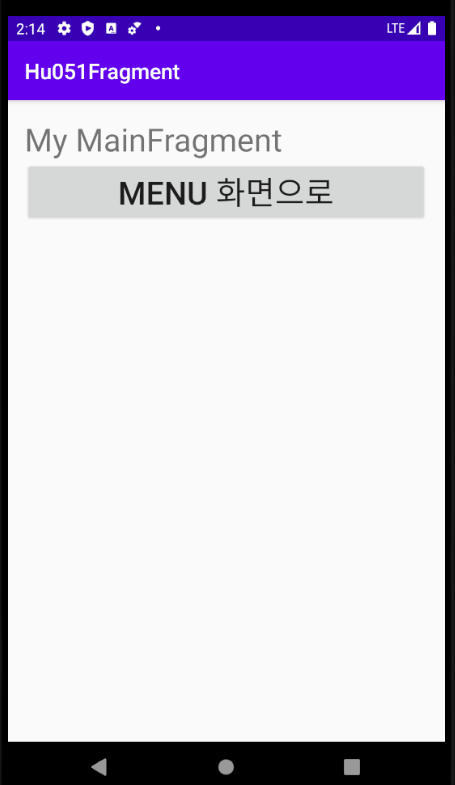 2:14 LTE
Hu051Fragment
My MainFragment
MENU 화면으로